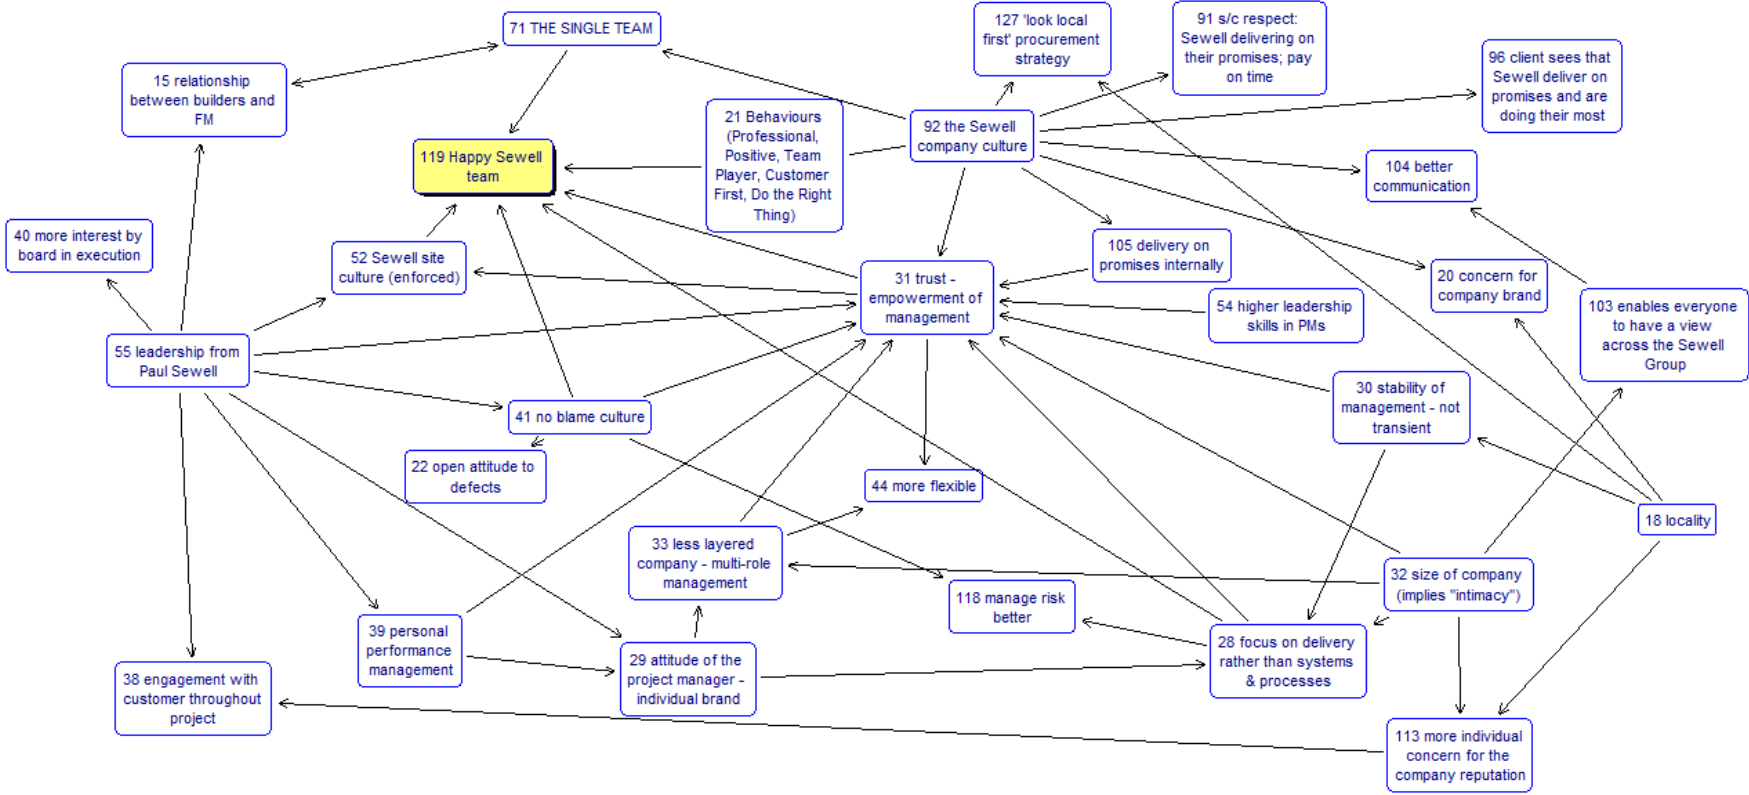 71 THE SINGLE TEAM
127 'look local
first' procurement
strategy
91 s/c respect:
Sewell delivering on
their promises; pay
on time
96 client sees that
Sewell deliver on
promises and are
doing their most
15 relationship
between builders and
FM
21 Behaviours
(Professional,
Positive, Team
Player, Customer
First, Do the Right
Thing)
92 the Sewell
company culture
119 Happy Sewell
team
104 better
communication
40 more interest by
board in execution
52 Sewell site
culture (enforced)
105 delivery on
promises internally
31 trust -
empowerment of
management
20 concern for
company brand
54 higher leadership
skills in PMs
103 enables everyone
to have a view
across the Sewell
Group
55 leadership from
Paul Sewell
30 stability of
management - not
transient
41 no blame culture
22 open attitude to
defects
44 more flexible
18 locality
33 less layered
company - multi-role
management
32 size of company
(implies "intimacy")
118 manage risk
better
39 personal
performance
management
28 focus on delivery
rather than systems
& processes
29 attitude of the
project manager -
individual brand
38 engagement with
customer throughout
project
113 more individual
concern for the
company reputation